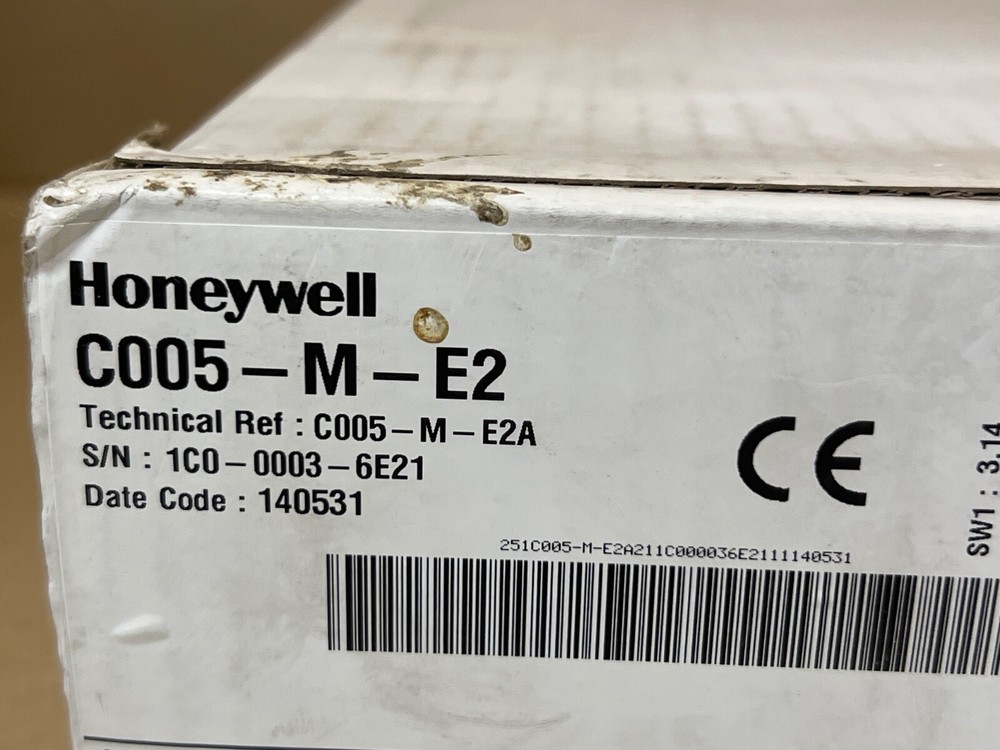 Honeywell
C005-M-E2
Technical Ref : C005-M-E2A
S/N : 1C0-0003-6E21
Date Code : 140531
CE
SW1 : 3.14
251C005-M-E2A211C000036E2111140531